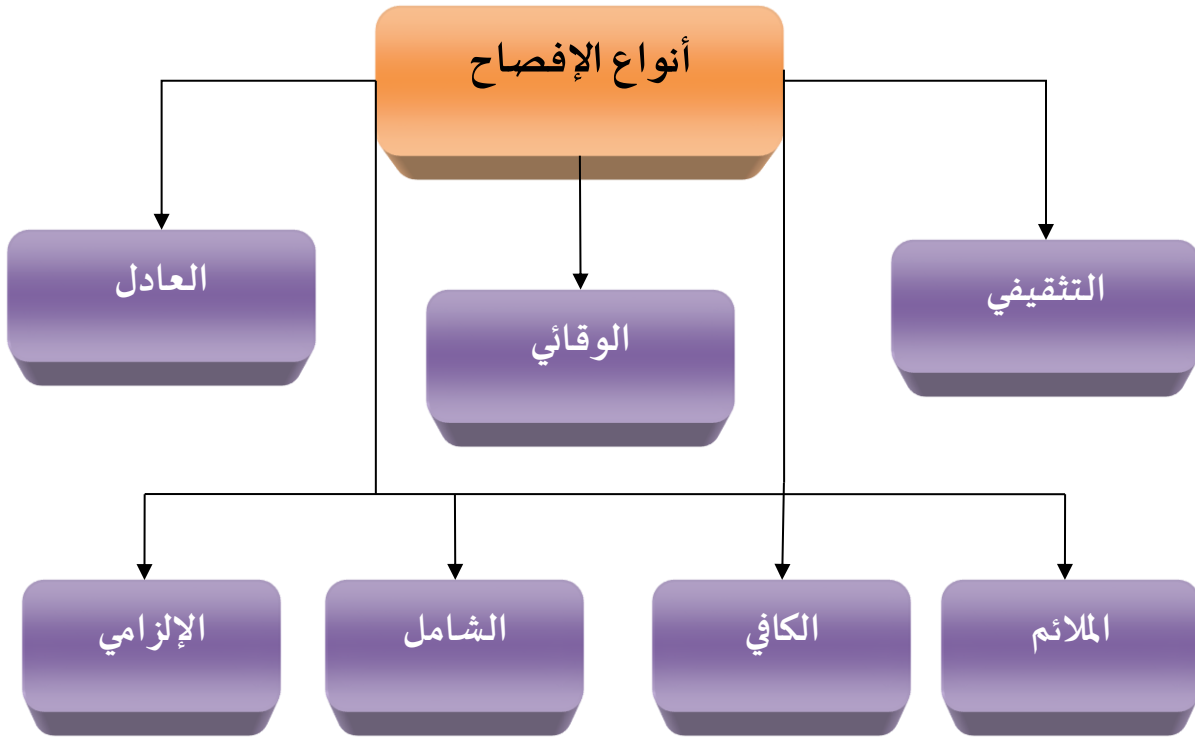 أنواع الإفصاح
التثقيفي
الوقائي
العادل
الملائم
الكافي
الشامل
الإلزامي